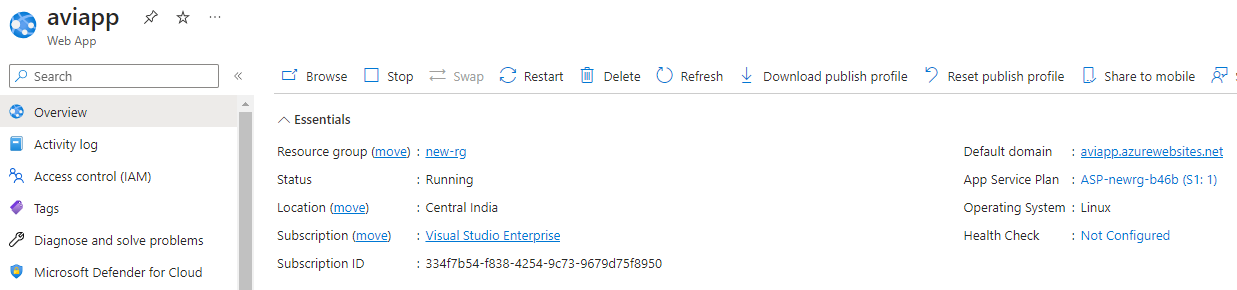 aviapp
Web App
Search
Overview
Activity log
Access control (IAM)
Tags
Diagnose and solve problems
Microsoft Defender for Cloud
Browse Stop Swap Restart Delete Refresh Download publish profile Reset publish profile Share to mobile
Essentials
Resource group (move) : new-rg
Status : Running
Location (move) : Central India
Subscription (move) : Visual Studio Enterprise
Subscription ID : 334f7b54-f838-4254-9c73-9679d75f8950
Default domain : aviapp.azurewebsites.net
App Service Plan : ASP-newrg-b46b (S1: 1)
Operating System : Linux
Health Check : Not Configured